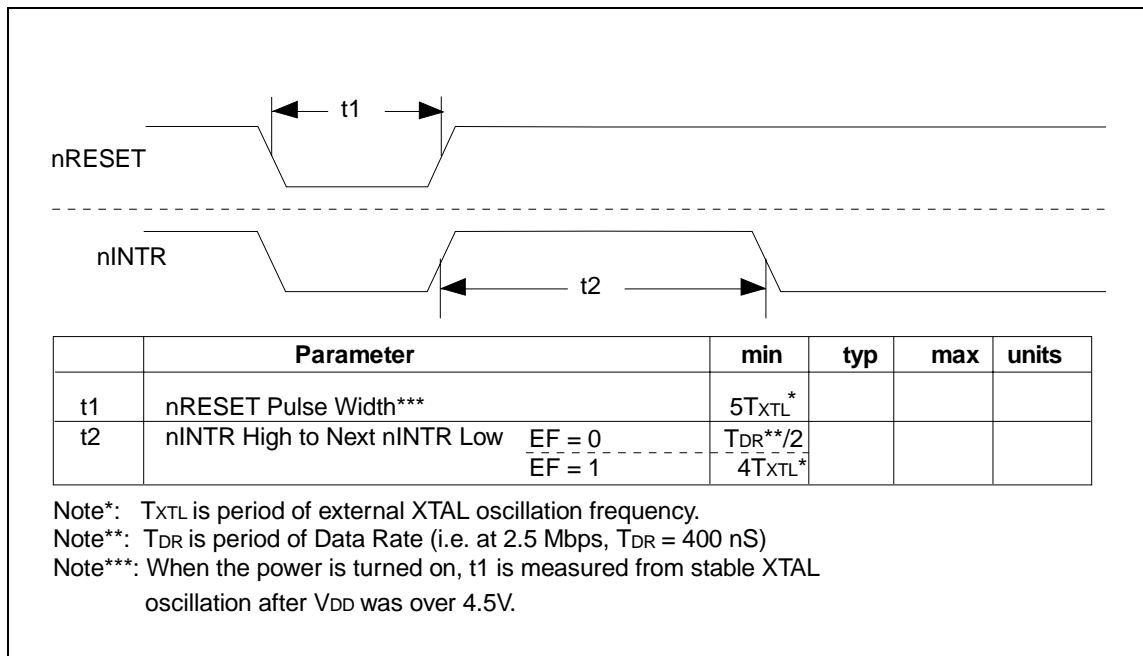 t1
nRESET
nINTR
t2
Parameter min typ max units
t1 nRESET Pulse Width*** 5TXTL*
t2 nINTR High to Next nINTR Low EF = 0 TDR**/2
EF = 1 4TXTL*
Note*: TXTL is period of external XTAL oscillation frequency.
Note**: TDR is period of Data Rate (i.e. at 2.5 Mbps, TDR = 400 nS)
Note***: When the power is turned on, t1 is measured from stable XTAL
oscillation after VDD was over 4.5V.